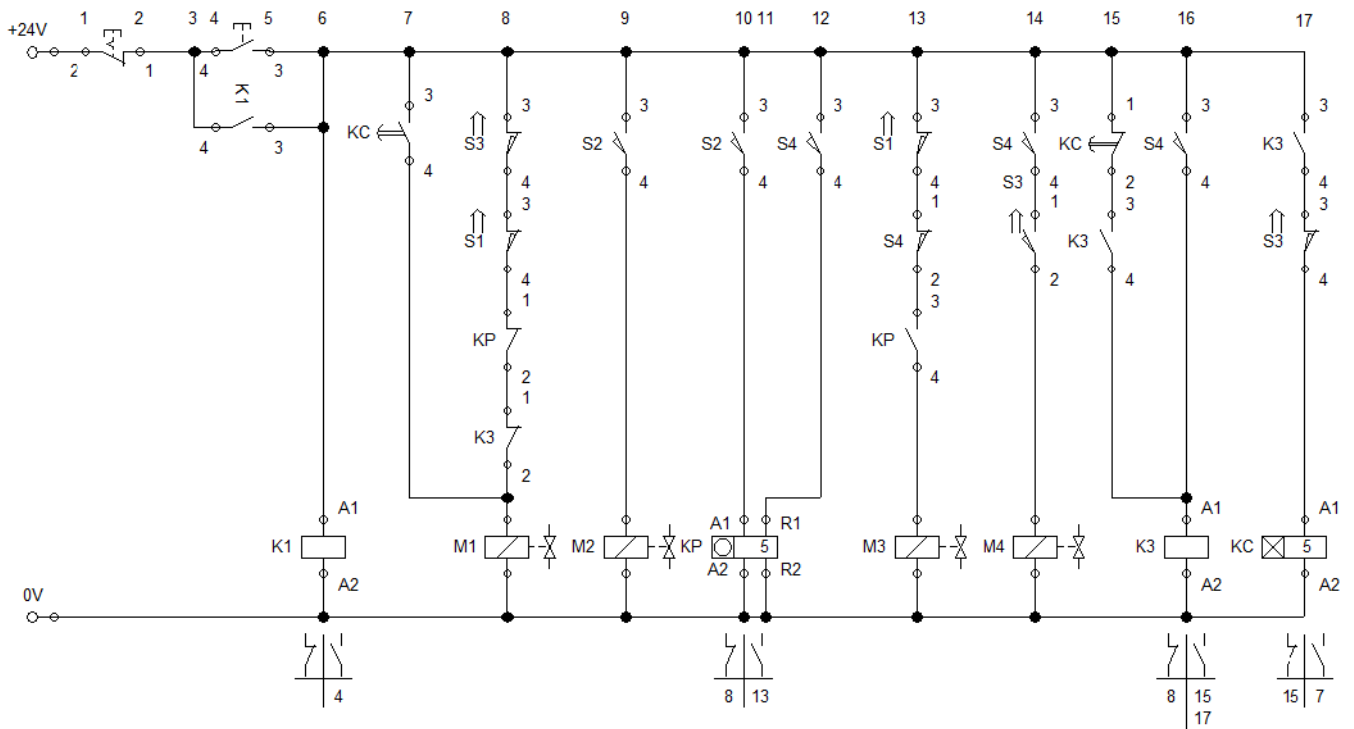 1 2 3 4 5 6 7 8 9 10 11 12 13 14 15 16 17
+24V
2 1 4 3
K1
4 3
3 3 3 3 3 3 3 1 3 3
KC S3 S2 S2 S4 S1 S4 KC S4 K3
4 4 4 4 4 4 4 2 4 4
S3
3 1 1 3 3
S1 S4 K3 S3
4 2 2 4 4
1 3
KP KP
2 4
1
K3
2
A1 A1 R1 A1 A1
K1 M1 M2 KP 5 M3 M4 K3 KC 5
A2 A2 R2 A2 A2
0V
4 8 13 8 15 15 7
17